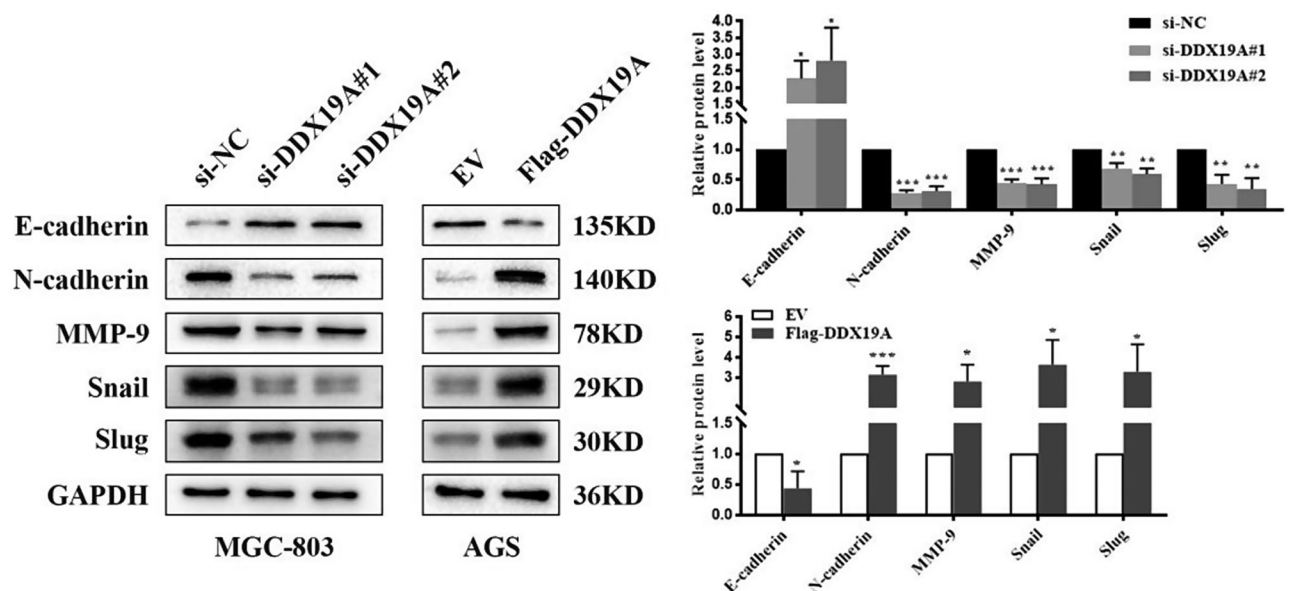 si-NC
si-DDX19A#1
si-DDX19A#2
EV
Flag-DDX19A
E-cadherin
135KD
N-cadherin
140KD
MMP-9
78KD
Snail
29KD
Slug
30KD
GAPDH
36KD
MGC-803
AGS
Relative protein level
4.0
3.5
3.0
2.5
2.0
1.0
0.5
0.0
si-NC
si-DDX19A#1
si-DDX19A#2
*
*
***
***
***
***
**
**
**
**
E-cadherin
N-cadherin
MMP-9
Snail
Slug
Relative protein level
6
5
4
3
1.5
1.0
0.5
0.0
EV
Flag-DDX19A
*
***
*
*
*
E-cadherin
N-cadherin
MMP-9
Snail
Slug